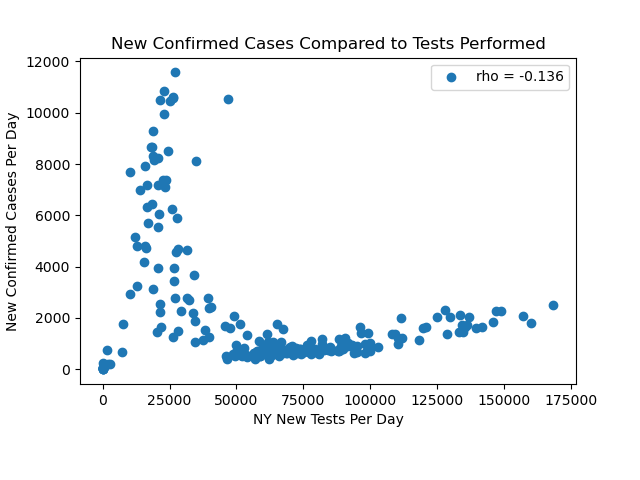 New Confirmed Cases Compared to Tests Performed
rho = -0.136
12000
10000
8000
6000
4000
2000
0
New Confirmed Caeses Per Day
0 25000 50000 75000 100000 125000 150000 175000
NY New Tests Per Day